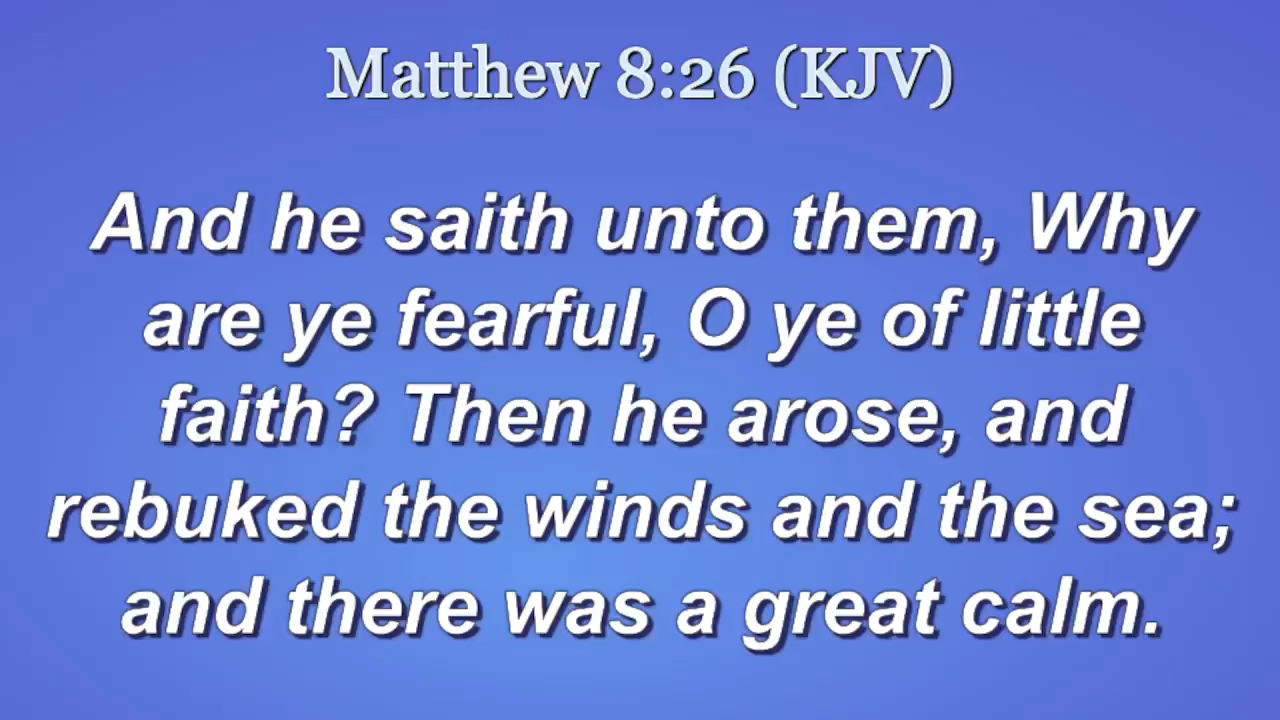 Matthew 8:26 (KJV)
And he saith unto them, Why
are ye fearful, O ye of little
faith? Then he arose, and
rebuked the winds and the sea;
and there was a great calm.